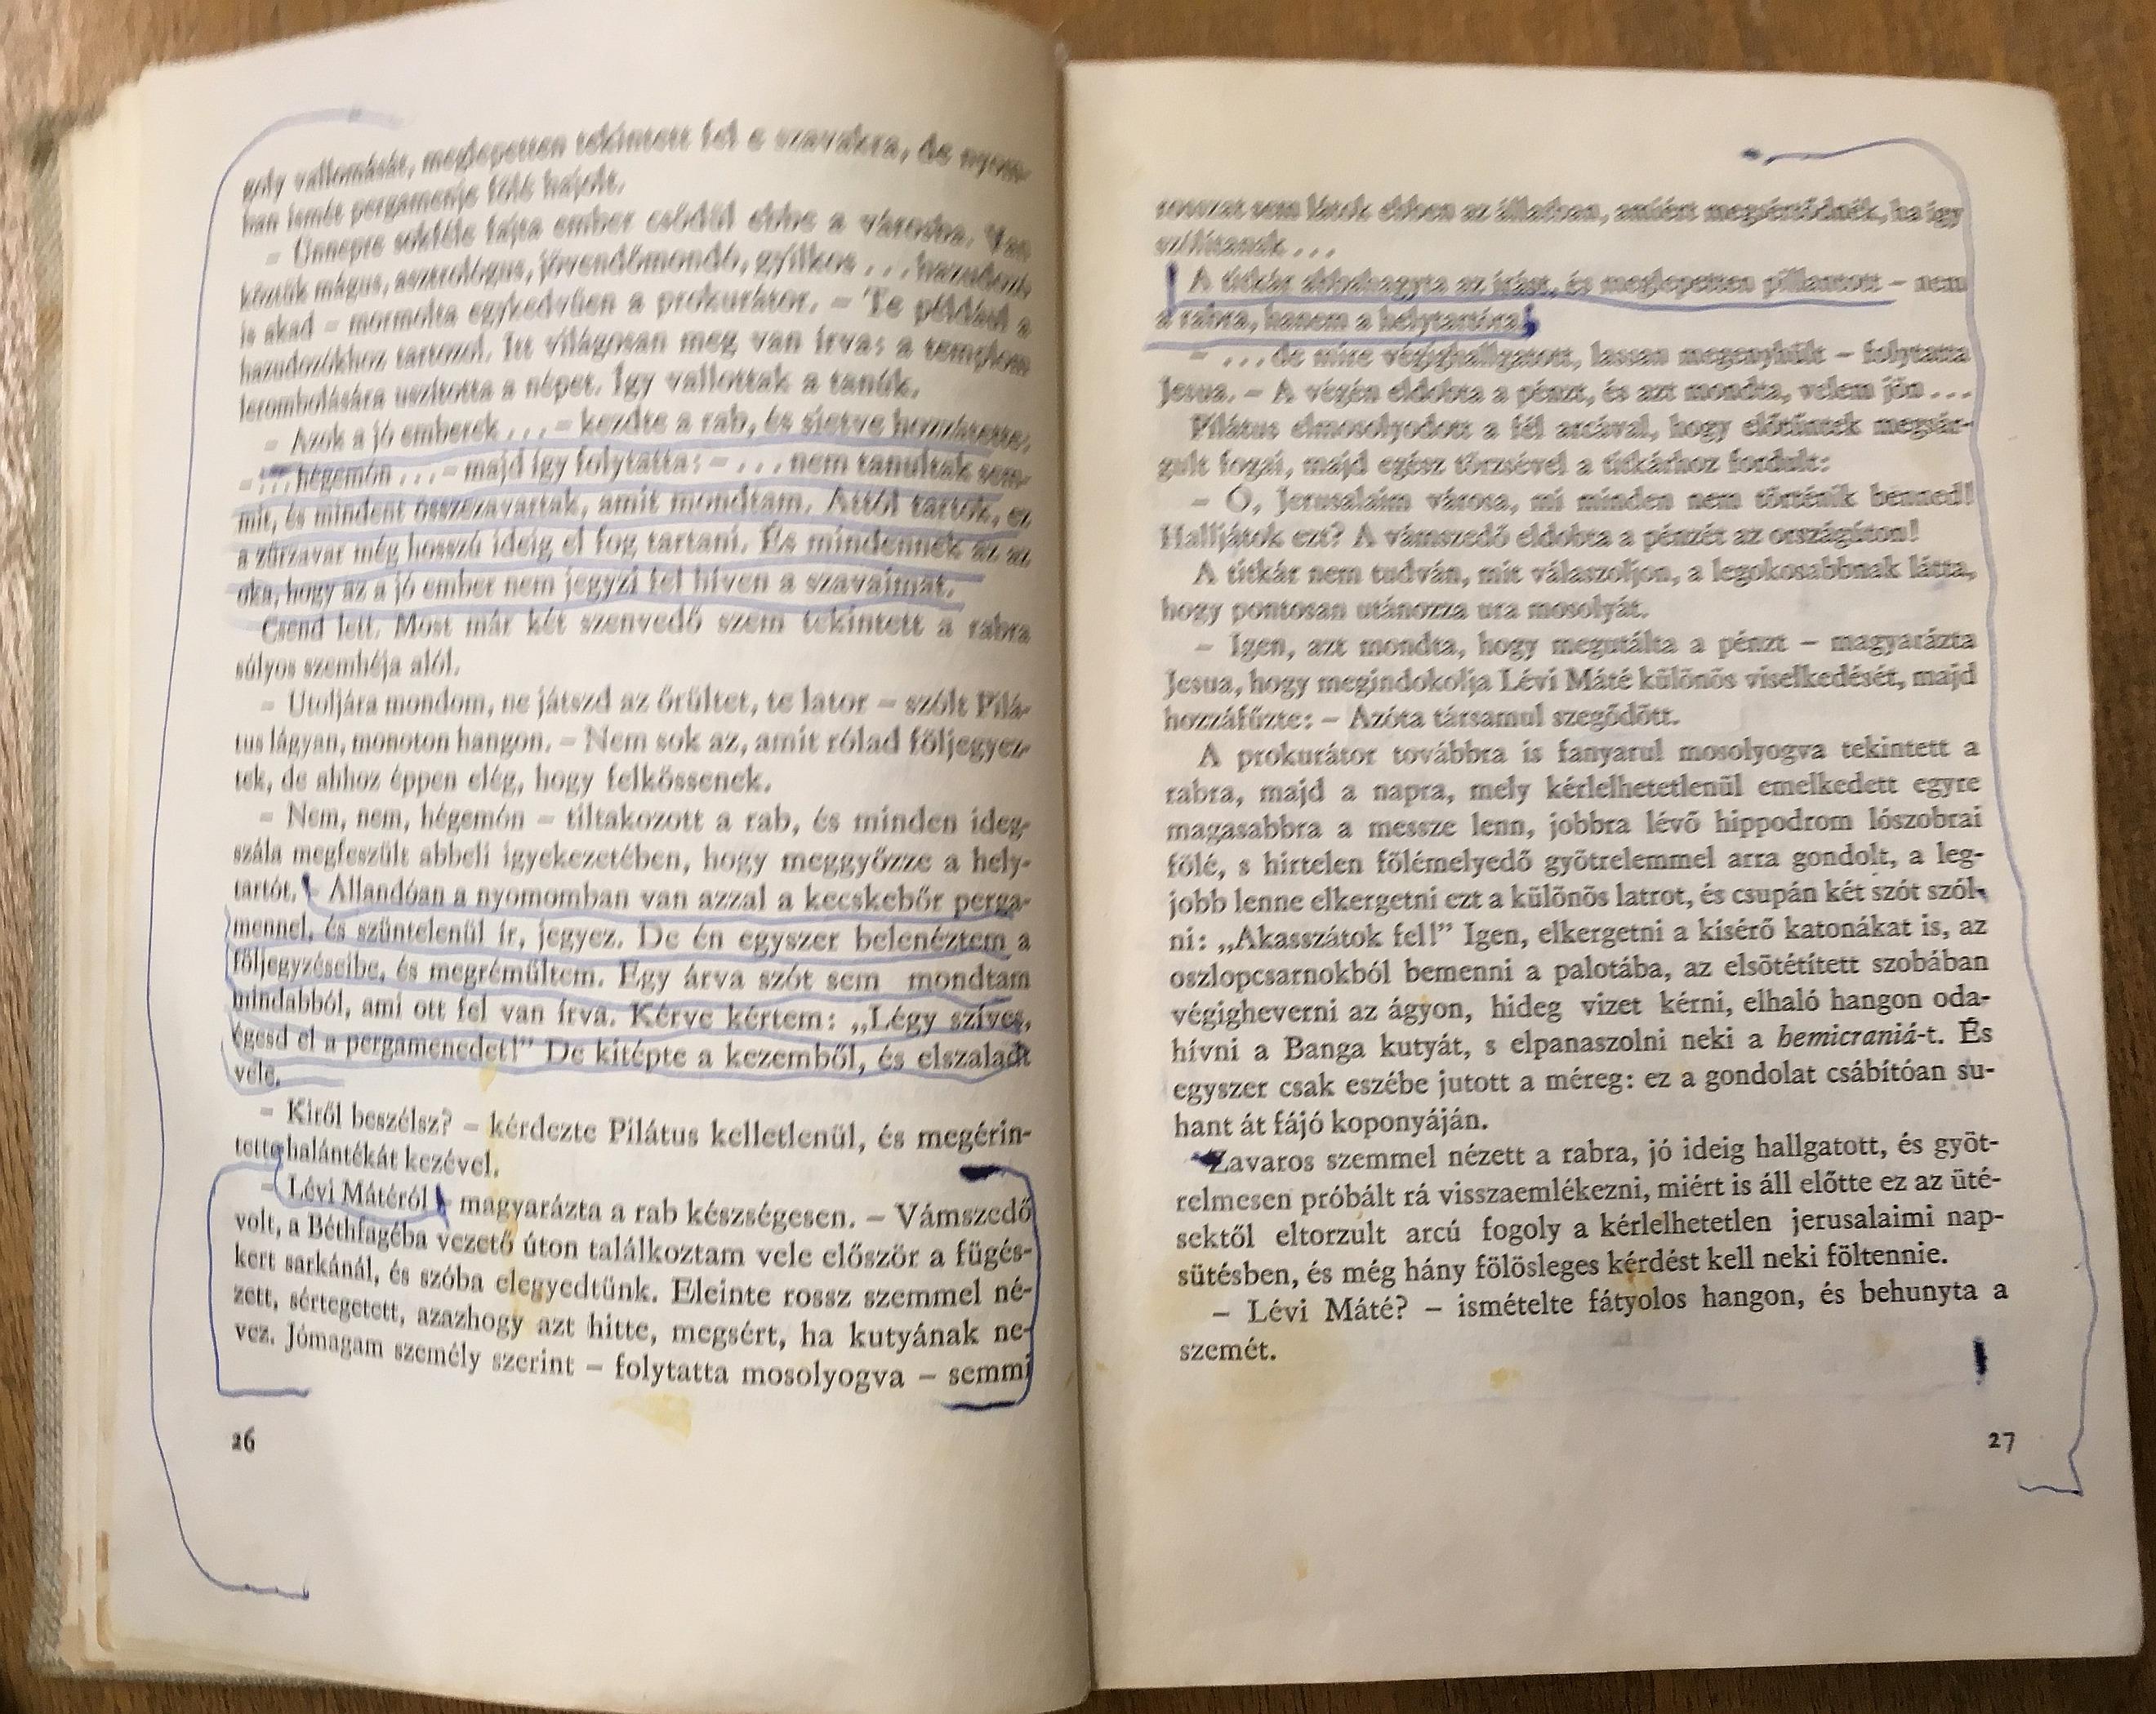 goly vallomását, meglepetten tekintett fel e szavakra, de nyom-
ban ismét pergamenje fölé hajolt.
– Ünnepre sokféle fajta ember csődül ebbe a városba. Van
köztük mágus, asztrológus, jövendőmondó, gyilkos . . . hazudozó
is akad – mormolta egykedvűen a prokurátor. – Te például a
hazudozókhoz tartozol. Itt világosan meg van írva: a templom
lerombolására uszította a népet. Így vallottak a tanúk.
– Azok a jó emberek . . . – kezdte a rab, és sietve hozzátette:
– . . . hégemón . . . – majd így folytatta: – . . . nem tanultak sem-
mit, és mindent összezavartak, amit mondtam. Attól tartok, ez
a zűrzavar még hosszú ideig el fog tartani. És mindennek az az
oka, hogy az a jó ember nem jegyzi fel híven a szavaimat.
Csend lett. Most már két szenvedő szem tekintett a rabra
súlyos szemhéja alól.
– Utoljára mondom, ne játszd az őrültet, te lator – szólt Pilá-
tus lágyan, monoton hangon. – Nem sok az, amit rólad följegyez-
tek, de ahhoz éppen elég, hogy felkössenek.
– Nem, nem, hégemón – tiltakozott a rab, és minden ideg-
szála megfeszült abbeli igyekezetében, hogy meggyőzze a hely-
tartót. – Állandóan a nyomomban van azzal a kecskebőr perga-
mennel, és szüntelenül ír, jegyez. De én egyszer belenéztem a
följegyzéseibe, és megrémültem. Egy árva szót sem mondtam
mindabból, ami ott fel van írva. Kérve kértem: „Légy szíves,
égesd el a pergamenedet!” De kitépte a kezemből, és elszaladt
vele.
– Kiről beszélsz? – kérdezte Pilátus kelletlenül, és megérin-
tette halántékát kezével.
– Lévi Mátéról – magyarázta a rab készségesen. – Vámszedő
volt, a Béthfagéba vezető úton találkoztam vele először a fügés-
kert sarkánál, és szóba elegyedtünk. Eleinte rossz szemmel né-
zett, sértegetett, azazhogy azt hitte, megsért, ha kutyának ne-
vez. Jómagam személy szerint – folytatta mosolyogva – semmi
26
rosszat sem látok ebben az állatban, amiért megsértődnék, ha így
szólítanak . . .
A titkár abbahagyta az írást, és meglepetten pillantott – nem
a rabra, hanem a helytartóra.
– . . . de mire végighallgatott, lassan megenyhült – folytatta
Jesua. – A végén eldobta a pénzt, és azt mondta, velem jön . . .
Pilátus elmosolyodott a fél arcával, hogy előtűntek megsár-
gult fogai, majd egész törzsével a titkárhoz fordult:
– Ó, Jerusalaim városa, mi minden nem történik benned!
Halljátok ezt? A vámszedő eldobta a pénzét az országúton!
A titkár nem tudván, mit válaszoljon, a legokosabbnak látta,
hogy pontosan utánozza ura mosolyát.
– Igen, azt mondta, hogy megutálta a pénzt – magyarázta
Jesua, hogy megindokolja Lévi Máté különös viselkedését, majd
hozzáfűzte: – Azóta társamul szegődött.
A prokurátor továbbra is fanyarul mosolyogva tekintett a
rabra, majd a napra, mely kérlelhetetlenül emelkedett egyre
magasabbra a messze lenn, jobbra lévő hippodrom lószobrai
fölé, s hirtelen fölémelyedő gyötrelemmel arra gondolt, a leg-
jobb lenne elkergetni ezt a különös latrot, és csupán két szót szól-
ni: „Akasszátok fel!” Igen, elkergetni a kísérő katonákat is, az
oszlopcsarnokból bemenni a palotába, az elsötétített szobában
végigheverni az ágyon, hideg vizet kérni, elhaló hangon oda-
hívni a Banga kutyát, s elpanaszolni neki a hemicraniá-t. És
egyszer csak eszébe jutott a méreg: ez a gondolat csábítóan su-
hant át fájó koponyáján.
Zavaros szemmel nézett a rabra, jó ideig hallgatott, és gyöt-
relmesen próbált rá visszaemlékezni, miért is áll előtte ez az üté-
sektől eltorzult arcú fogoly a kérlelhetetlen jerusalaimi nap-
sütésben, és még hány fölösleges kérdést kell neki föltennie.
– Lévi Máté? – ismételte fátyolos hangon, és behunyta a
szemét.
27